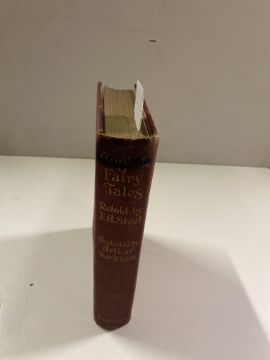 Fairy
Tales
Retold by
F.A. Steel
Illustrated by
Arthur
Rackham